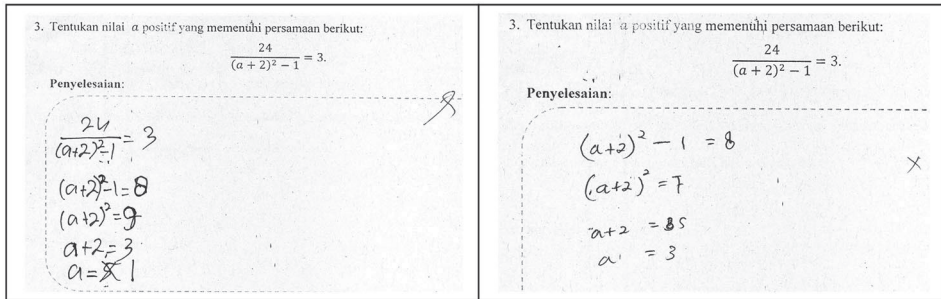 3. Tentukan nilai a positif yang memenuhi persamaan berikut:
24
(a + 2)² − 1 = 3.
Penyelesaian:
24
(a+2)²-1 = 3
(a+2)²-1=8
(a+2)²=9
a+2=3
a= 1
3. Tentukan nilai a positif yang memenuhi persamaan berikut:
24
(a + 2)² − 1 = 3.
Penyelesaian:
(a+2)² − 1 = 8
(a+2)² = 7
a+2 = 5
a = 3